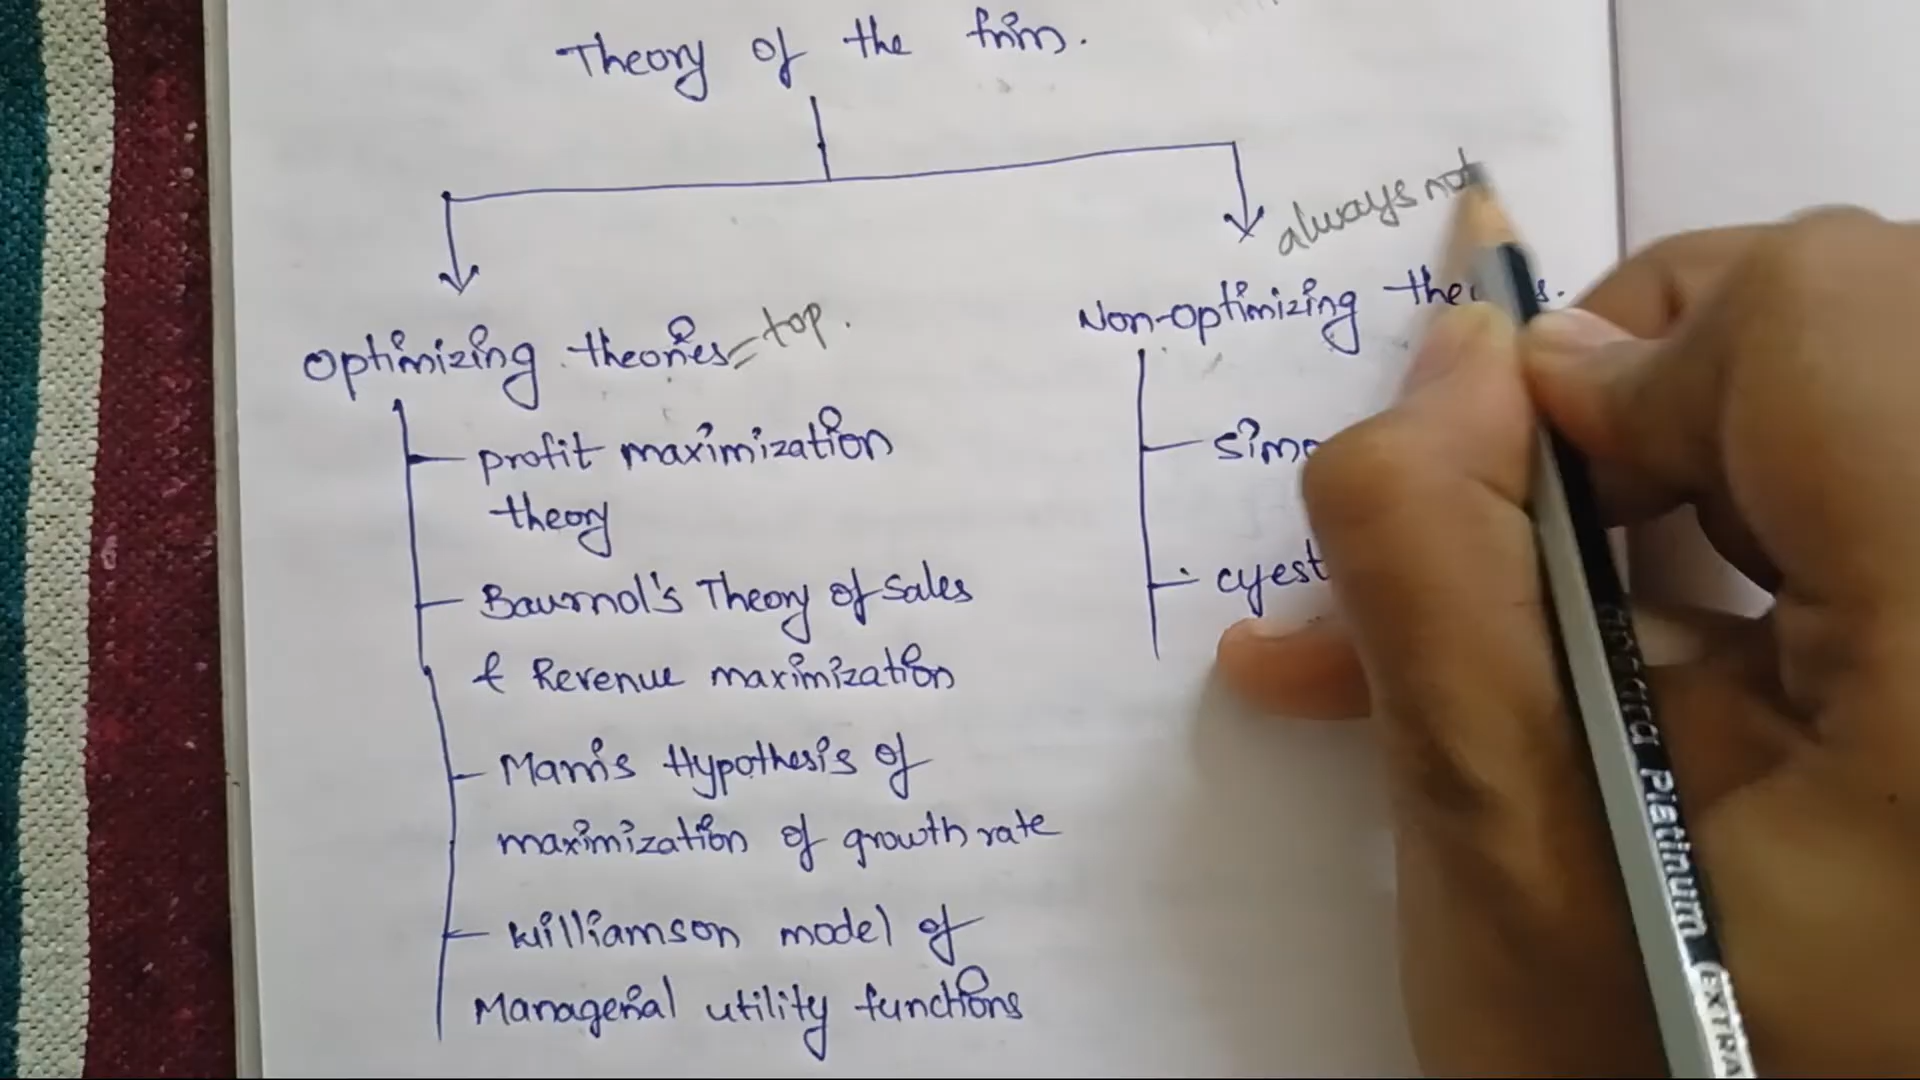 Theory of the firm.
always not
Optimizing theories = top.
Non-optimizing
profit maximization
theory
Baumol's Theory of Sales
& Revenue maximization
Marris Hypothesis of
maximization of growth rate
Williamson model of
Managerial utility functions
Platinum
EXTRA